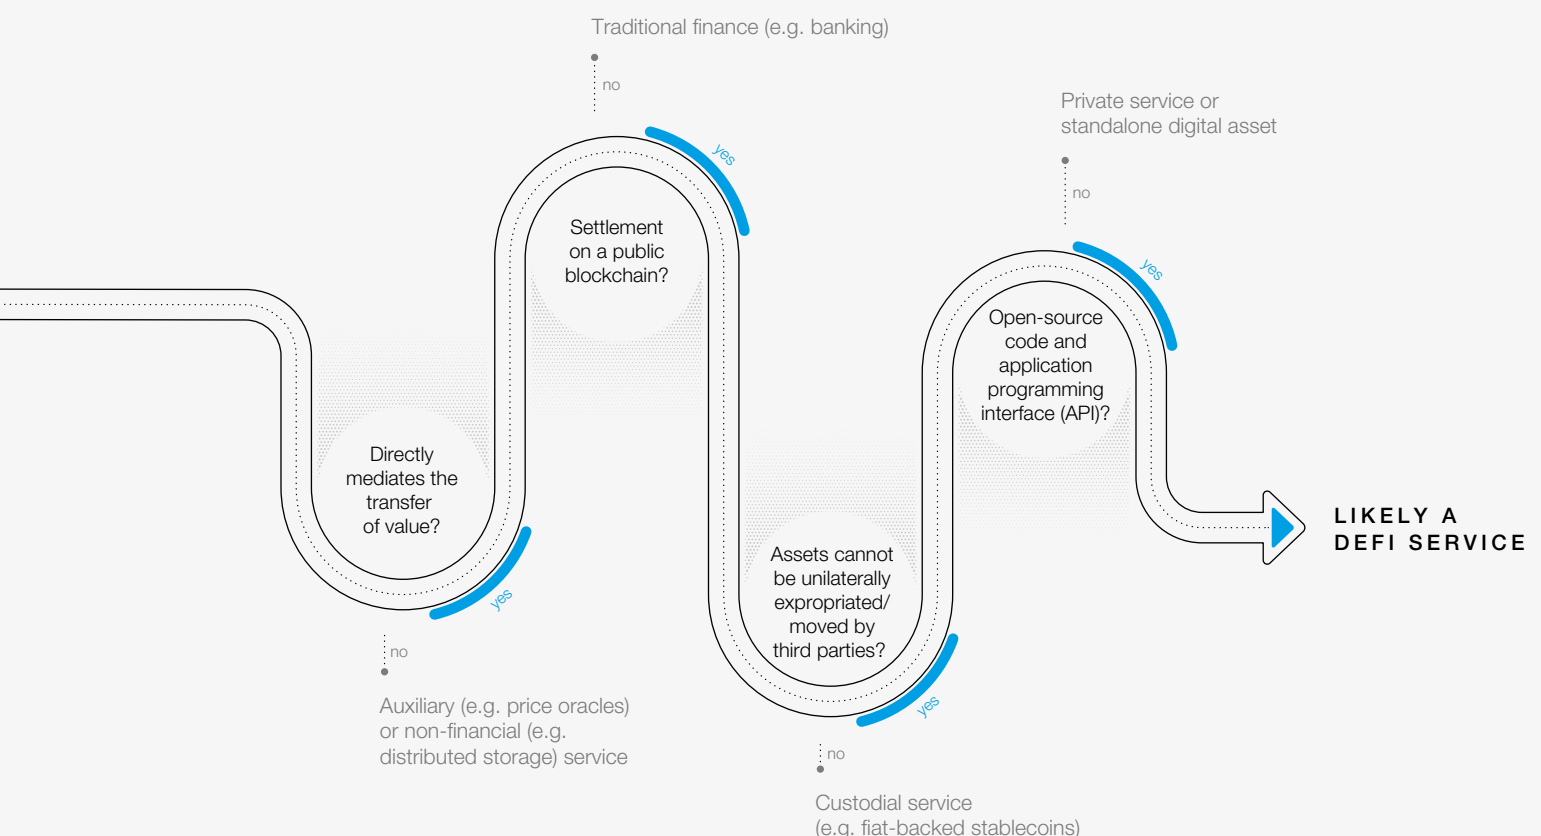 Traditional finance (e.g. banking)
no
yes
Settlement
on a public
blockchain?
Private service or
standalone digital asset
no
yes
Open-source
code and
application
programming
interface (API)?
Directly
mediates the
transfer
of value?
yes
no
Auxiliary (e.g. price oracles)
or non-financial (e.g.
distributed storage) service
Assets cannot
be unilaterally
expropriated/
moved by
third parties?
yes
no
Custodial service
(e.g. fiat-backed stablecoins)
LIKELY A
DEFI SERVICE